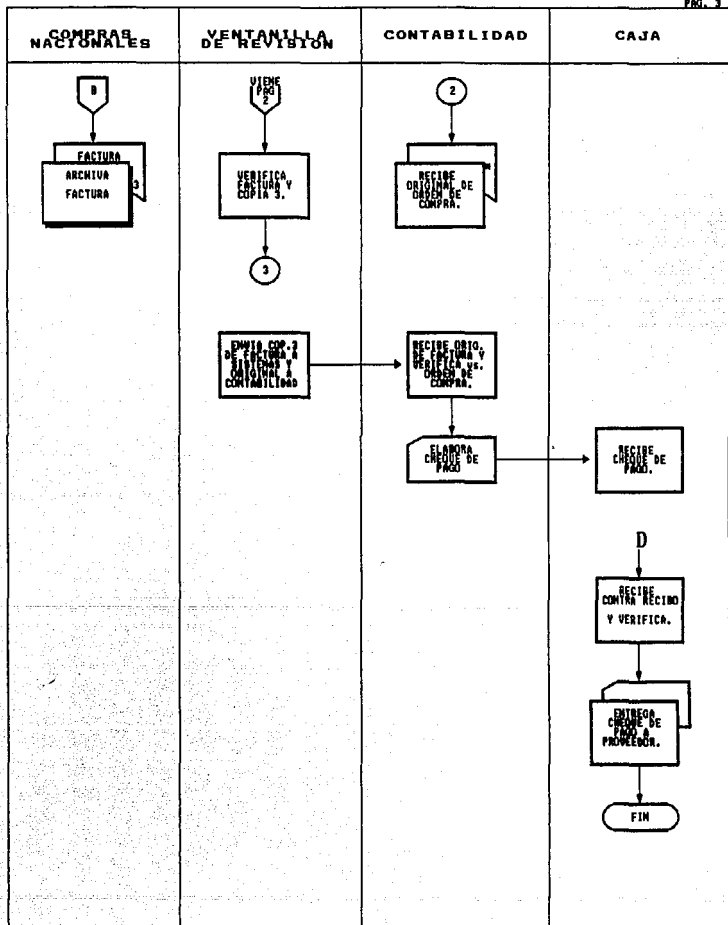 PAG. 3
COMPRAS
NACIONALES
VENTANILLA
DE REVISION
CONTABILIDAD
CAJA
VIENE
PAG
2
2
FACTURA
3
ARCHIVA
FACTURA
VERIFICA
FACTURA Y
COPIA 3.
RECIBE
ORIGINAL DE
ORDEN DE
COMPRA.
3
ENVIA COP.3
DE FACTURA A
SISTEMAS Y
ORIGINAL A
CONTABILIDAD
RECIBE ORIG.
DE FACTURA Y
VERIFICA vs.
ORDEN DE
COMPRA.
ELABORA
CHEQUE DE
PAGO
RECIBE
CHEQUE DE
PAGO.
D
RECIBE
CONTRA RECIBO
Y VERIFICA.
ENTREGA
CHEQUE DE
PAGO A
PROVEEDOR.
FIN